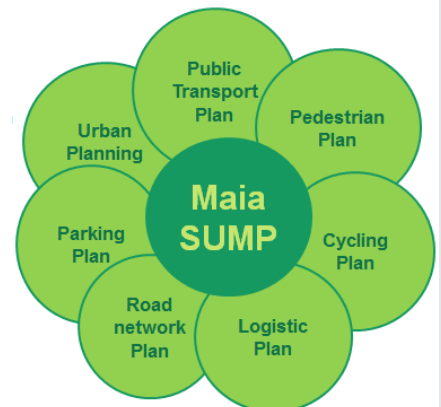 Public
Transport
Plan
Pedestrian
Plan
Cycling
Plan
Logistic
Plan
Road
network
Plan
Parking
Plan
Urban
Planning
Maia
SUMP